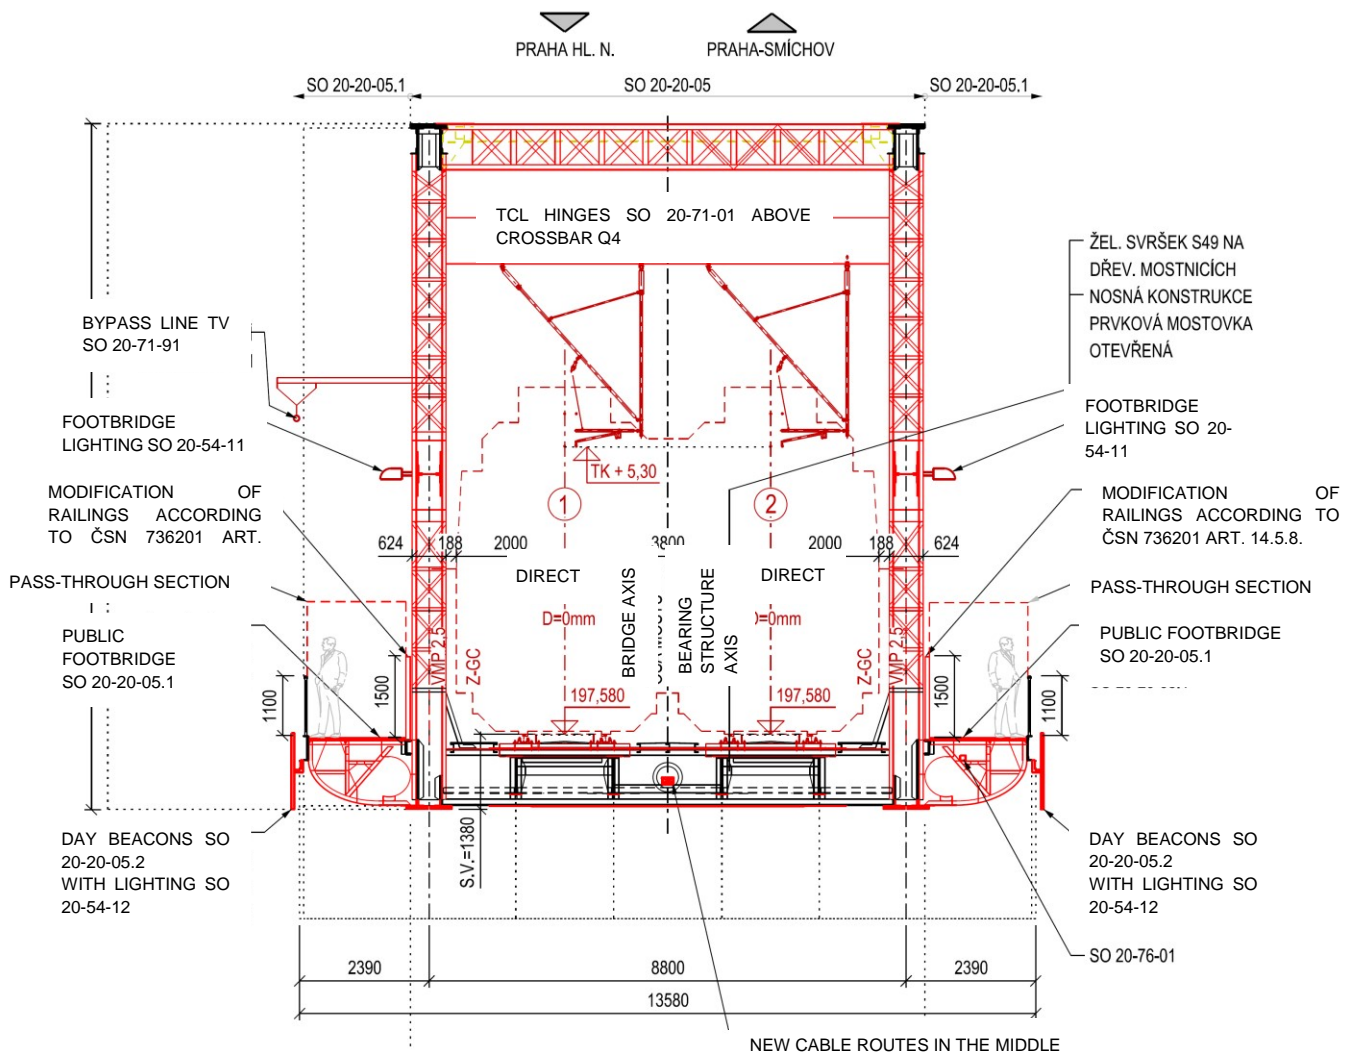 PRAHA HL. N.
PRAHA-SMÍCHOV
SO 20-20-05.1
SO 20-20-05
SO 20-20-05.1
TCL HINGES SO 20-71-01 ABOVE
CROSSBAR Q4
ŽEL. SVRŠEK S49 NA
DŘEV. MOSTNICÍCH
NOSNÁ KONSTRUKCE
PRVKOVÁ MOSTOVKA
OTEVŘENÁ
BYPASS LINE TV
SO 20-71-91
FOOTBRIDGE
LIGHTING SO 20-54-11
FOOTBRIDGE
LIGHTING SO 20-
54-11
TK + 5,30
MODIFICATION OF
RAILINGS ACCORDING
TO ČSN 736201 ART.
1
2
MODIFICATION OF
RAILINGS ACCORDING TO
ČSN 736201 ART. 14.5.8.
624
188
2000
3800
2000
188
624
PASS-THROUGH SECTION
DIRECT
DIRECT
PASS-THROUGH SECTION
BRIDGE AXIS
BEARING
STRUCTURE
AXIS
D=0mm
D=0mm
PUBLIC
FOOTBRIDGE
SO 20-20-05.1
PUBLIC FOOTBRIDGE
SO 20-20-05.1
VMP 2,5
Z-GC
Z-GC
VMP 2,5
1100
1500
197,580
197,580
1500
1100
S.V.=1380
DAY BEACONS SO
20-20-05.2
WITH LIGHTING SO
20-54-12
DAY BEACONS SO
20-20-05.2
WITH LIGHTING SO
20-54-12
SO 20-76-01
2390
8800
2390
13580
NEW CABLE ROUTES IN THE MIDDLE